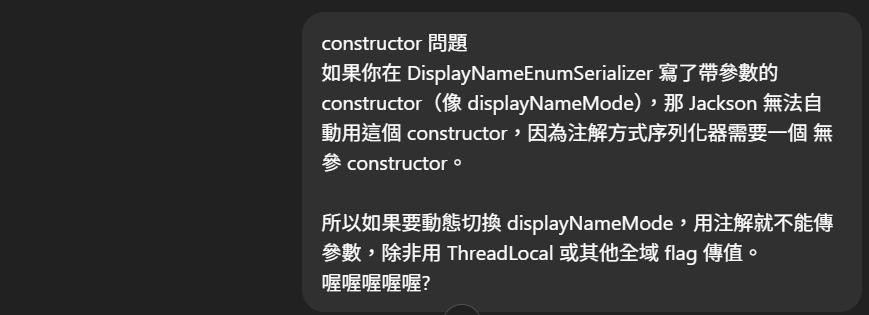 constructor 問題
如果你在 DisplayNameEnumSerializer 寫了帶參數的
constructor（像 displayNameMode），那 Jackson 無法自
動用這個 constructor，因為注解方式序列化器需要一個 無
參 constructor。
所以如果要動態切換 displayNameMode，用注解就不能傳
參數，除非用 ThreadLocal 或其他全域 flag 傳值。
喔喔喔喔喔?